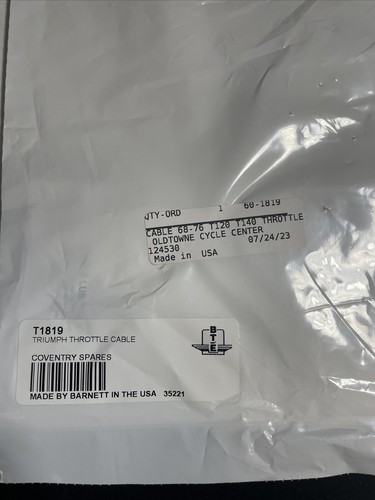 QTY-ORD 1 60-1819
CABLE 68-76 T120 T140 THROTTLE
OLDTOWNE CYCLE CENTER
124530 07/24/23
Made in USA
T1819
TRIUMPH THROTTLE CABLE
BTE
COVENTRY SPARES
MADE BY BARNETT IN THE USA 35221